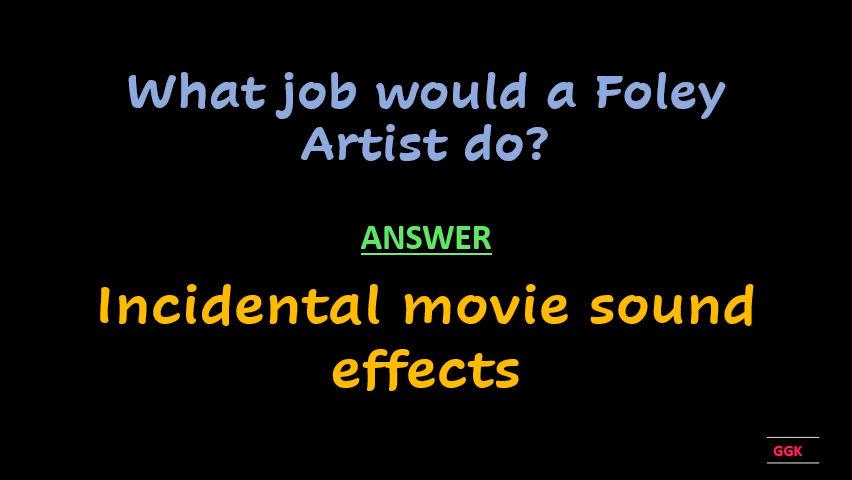 What job would a Foley
Artist do?
ANSWER
Incidental movie sound
effects
GGK